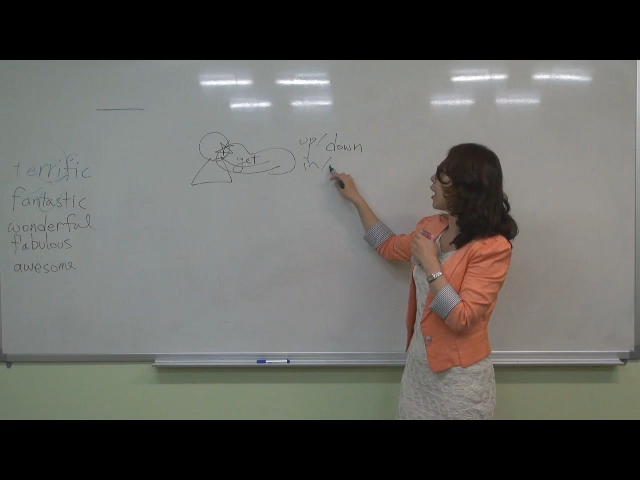 terrific
fantastic
wonderful
fabulous
awesome
get
up/down
in/